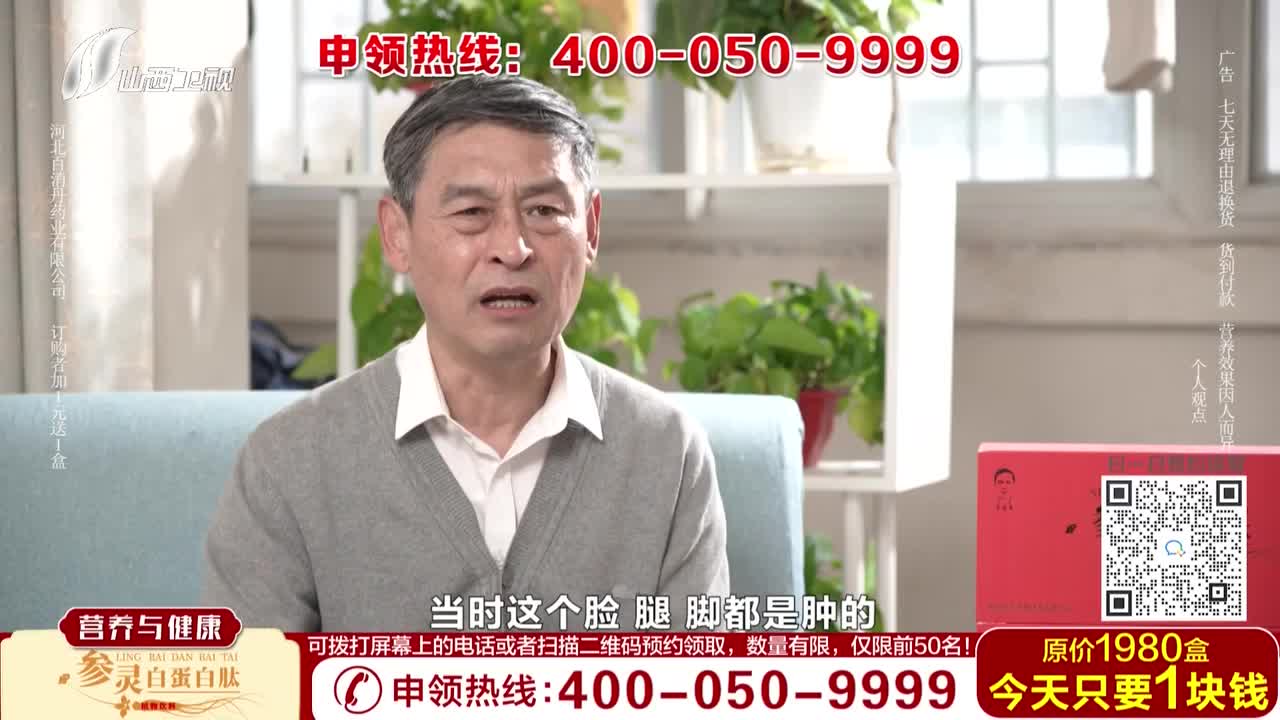 申领热线：400-050-9999
山西卫视
广告 七天无理由退换货 货到付款 营养效果因人而异
个人观点
河北百消丹药业有限公司 订购者加1元送1盒
当时这个脸 腿 脚都是肿的
营养与健康
LING BAI DAN BAI TAI
参灵白蛋白肽
植物饮料
可拨打屏幕上的电话或者扫描二维码预约领取，数量有限，仅限前50名！
申领热线:400-050-9999
原价1980盒
今天只要1块钱